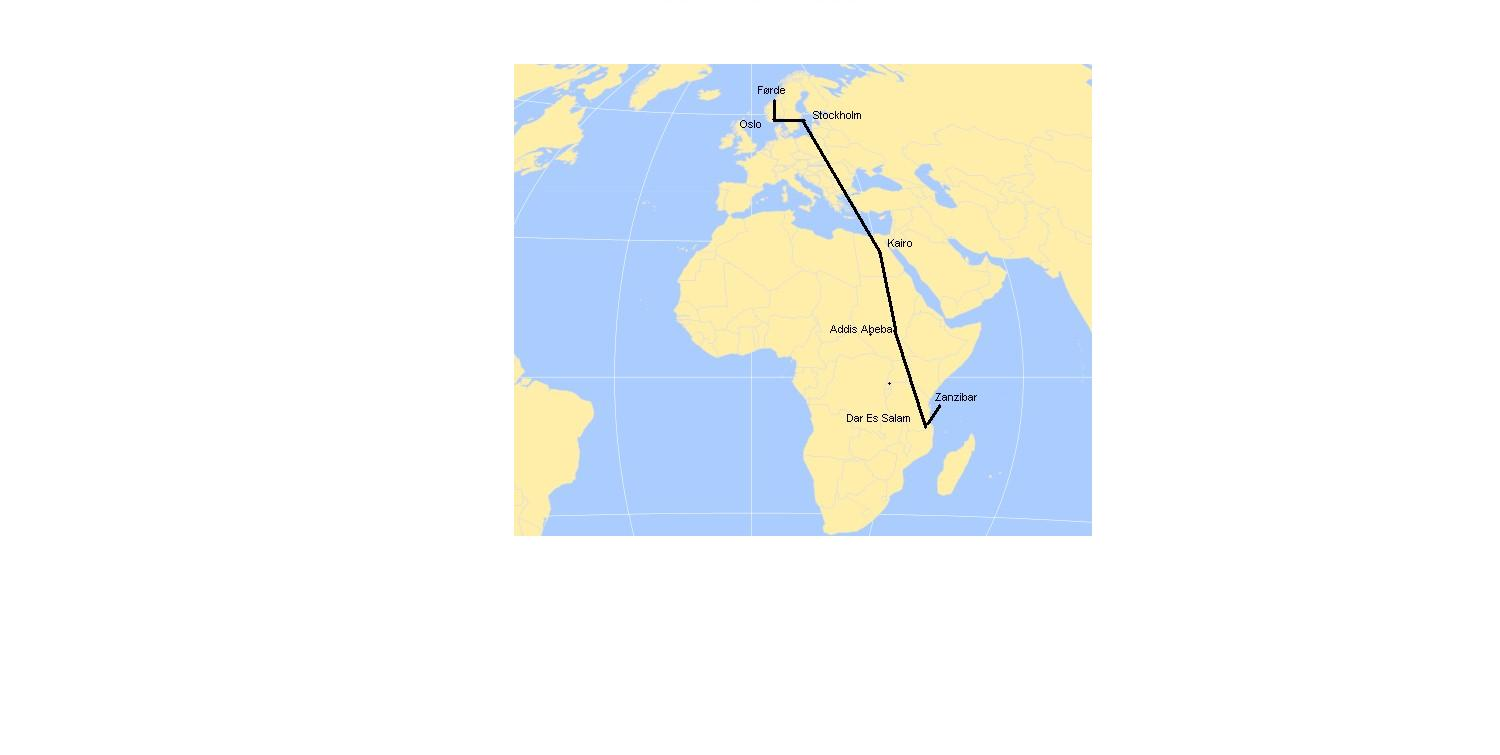 Førde
Stockholm
Oslo
Kairo
Addis Abeba
Zanzibar
Dar Es Salam